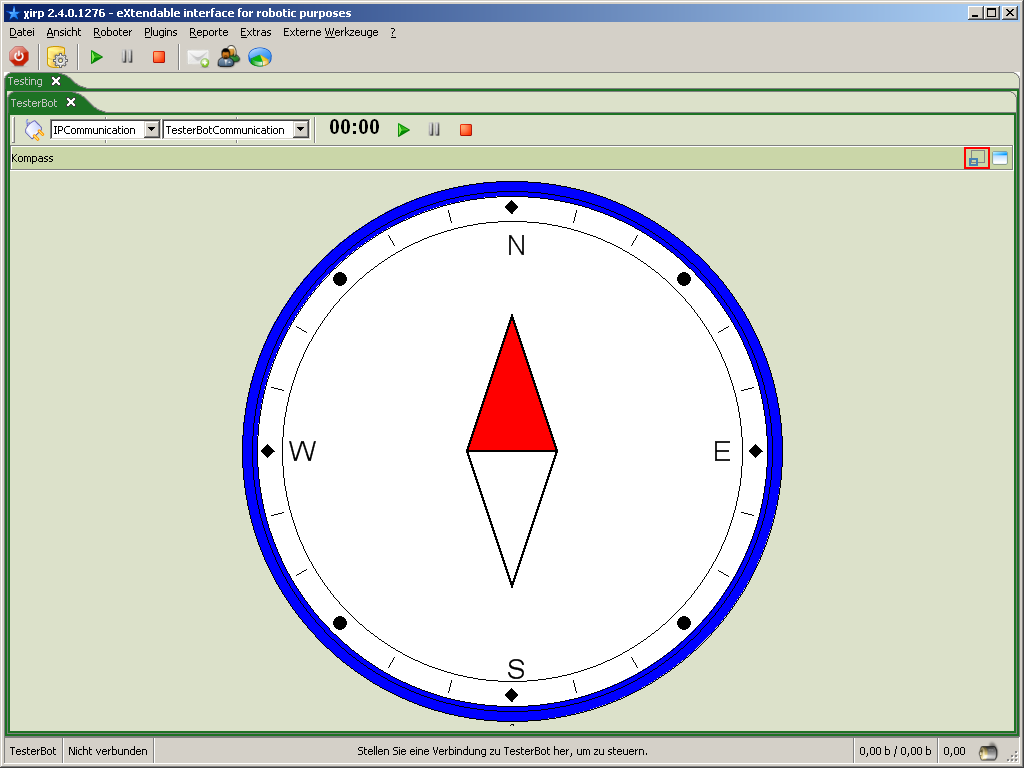 χirp 2.4.0.1276 - eXtendable interface for robotic purposes
Datei Ansicht Roboter Plugins Reporte Extras Externe Werkzeuge ?
Testing
TesterBot
IPCommunication TesterBotCommunication 00:00
Kompass
N
W E
S
TesterBot Nicht verbunden Stellen Sie eine Verbindung zu TesterBot her, um zu steuern. 0,00 b / 0,00 b 0,00